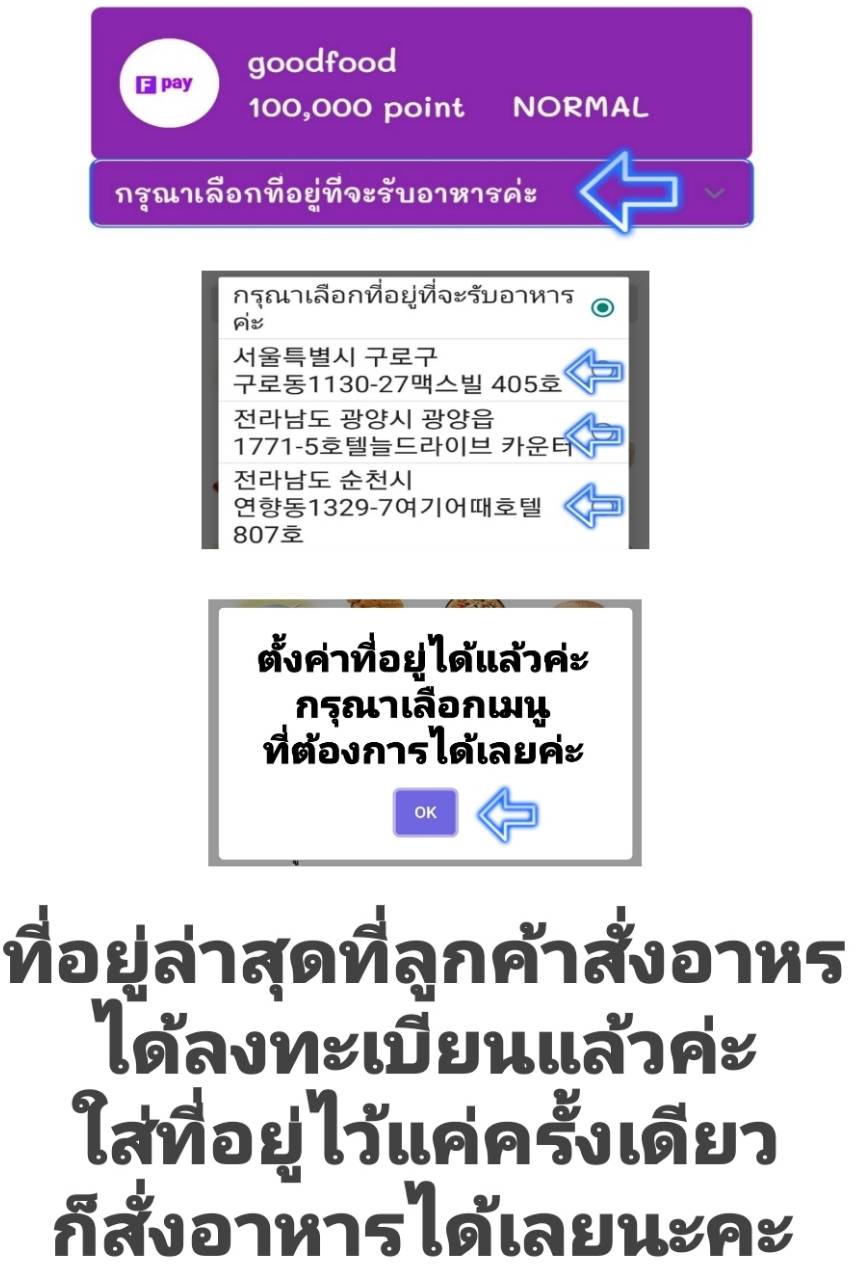 F pay
goodfood
100,000 point NORMAL
กรุณาเลือกที่อยู่ที่จะรับอาหารค่ะ
กรุณาเลือกที่อยู่ที่จะรับอาหาร
ค่ะ
서울특별시 구로구
구로동1130-27맥스빌 405호
전라남도 광양시 광양읍
1771-5호텔늘드라이브 카운터
전라남도 순천시
연향동1329-7여기어때호텔
807호
ตั้งค่าที่อยู่ได้แล้วค่ะ
กรุณาเลือกเมนู
ที่ต้องการได้เลยค่ะ
OK
ที่อยู่ล่าสุดที่ลูกค้าสั่งอาหร
ได้ลงทะเบียนแล้วค่ะ
ใส่ที่อยู่ไว้แค่ครั้งเดียว
ก็สั่งอาหารได้เลยนะคะ